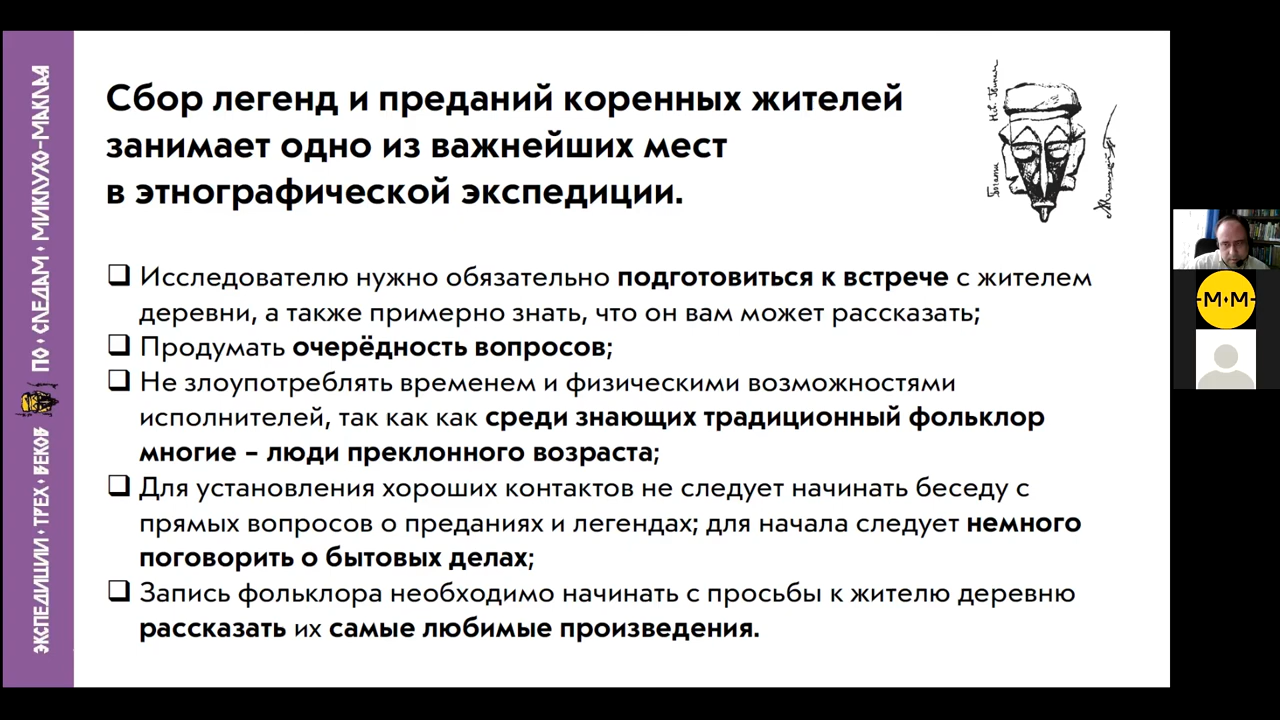 Сбор легенд и преданий коренных жителей
занимает одно из важнейших мест
в этнографической экспедиции.
Исследователю нужно обязательно подготовиться к встрече с жителем
деревни, а также примерно знать, что он вам может рассказать;
Продумать очерёдность вопросов;
Не злоупотреблять временем и физическими возможностями
исполнителей, так как как среди знающих традиционный фольклор
многие – люди преклонного возраста;
Для установления хороших контактов не следует начинать беседу с
прямых вопросов о преданиях и легендах; для начала следует немного
поговорить о бытовых делах;
Запись фольклора необходимо начинать с просьбы к жителю деревню
рассказать их самые любимые произведения.
ЭКСПЕДИЦИИ·ТРЕХ·ВЕКОВ
ПО·СЛЕДАМ·МИКЛУХО-МАКЛАЯ
-М•М-